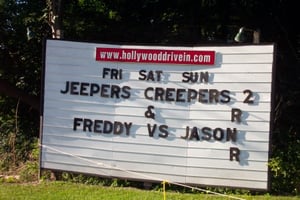 www.hollywooddrivein.com
FRI SAT SUN
JEEPERS CREEPERS 2
& R
FREDDY VS JASON
R